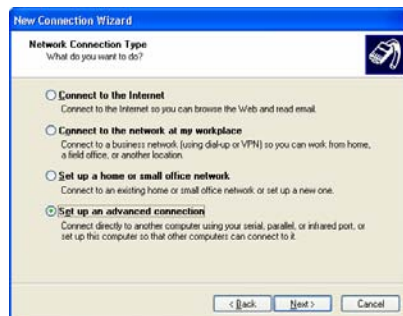 New Connection Wizard
Network Connection Type
What do you want to do?
Connect to the Internet
Connect to the Internet so you can browse the Web and read email.
Connect to the network at my workplace
Connect to a business network (using dial-up or VPN) so you can work from home,
a field office, or another location.
Set up a home or small office network
Connect to an existing home or small office network or set up a new one.
Set up an advanced connection
Connect directly to another computer using your serial, parallel, or infrared port, or
set up this computer so that other computers can connect to it.
< Back
Next >
Cancel